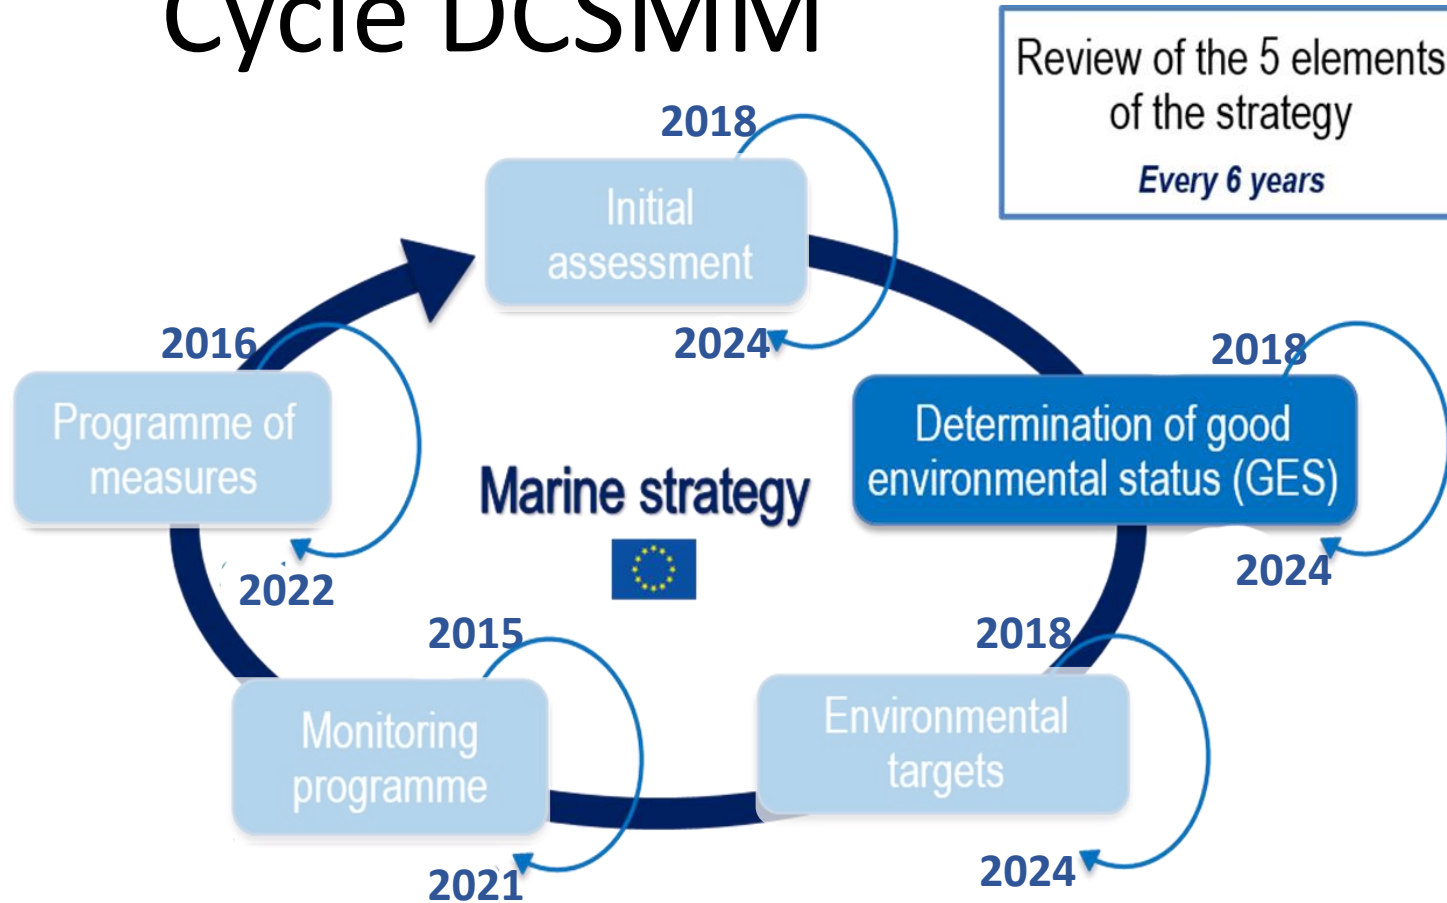 Cycle DCSMM
Review of the 5 elements
of the strategy
Every 6 years
2018
Initial
assessment
2024
2016
Programme of
measures
2022
2018
Determination of good
environmental status (GES)
2024
Marine strategy
2015
Monitoring
programme
2021
2018
Environmental
targets
2024